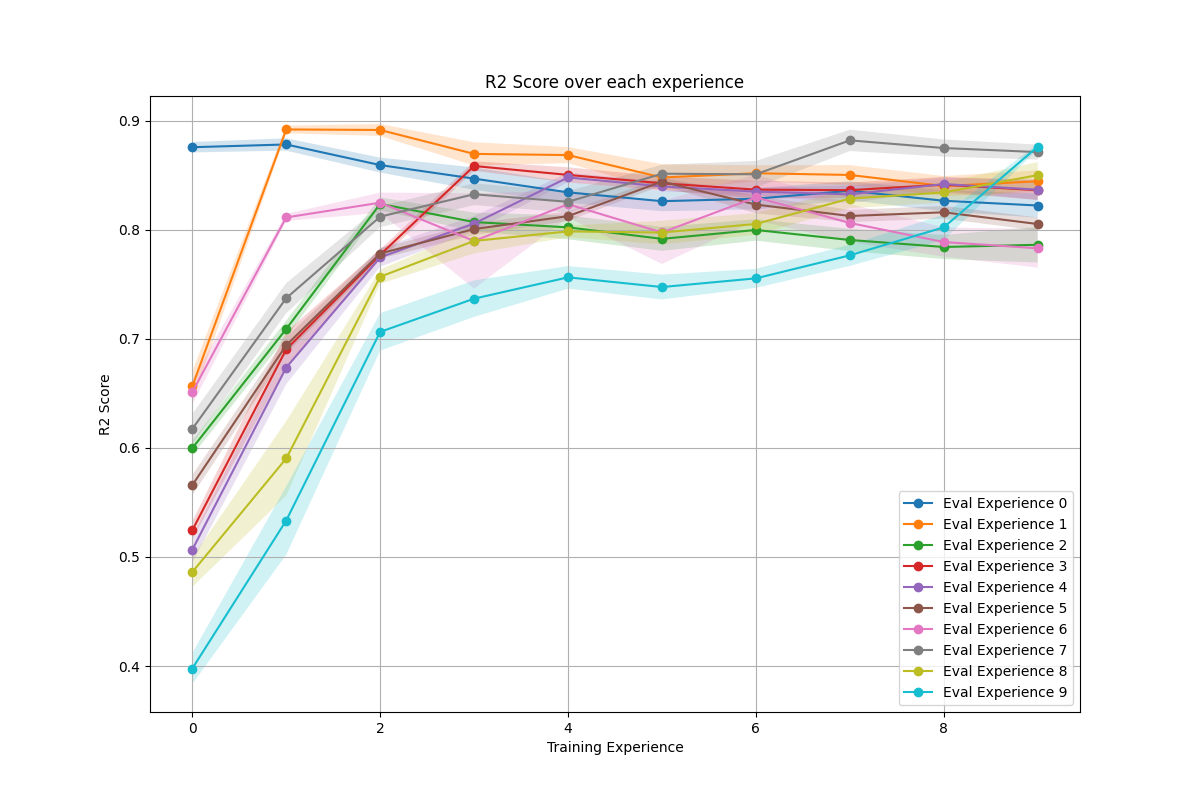 R2 Score over each experience
0.9
0.8
0.7
0.6
0.5
0.4
R2 Score
0 2 4 6 8
Training Experience
Eval Experience 0
Eval Experience 1
Eval Experience 2
Eval Experience 3
Eval Experience 4
Eval Experience 5
Eval Experience 6
Eval Experience 7
Eval Experience 8
Eval Experience 9